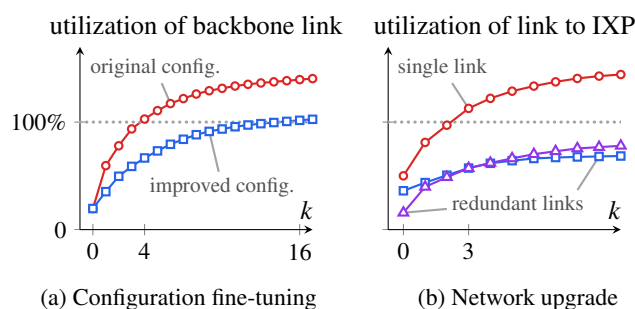 utilization of backbone link
original config.
100%
improved config.
0
k
0 4 16
(a) Configuration fine-tuning
utilization of link to IXP
single link
redundant links
k
0 3
(b) Network upgrade